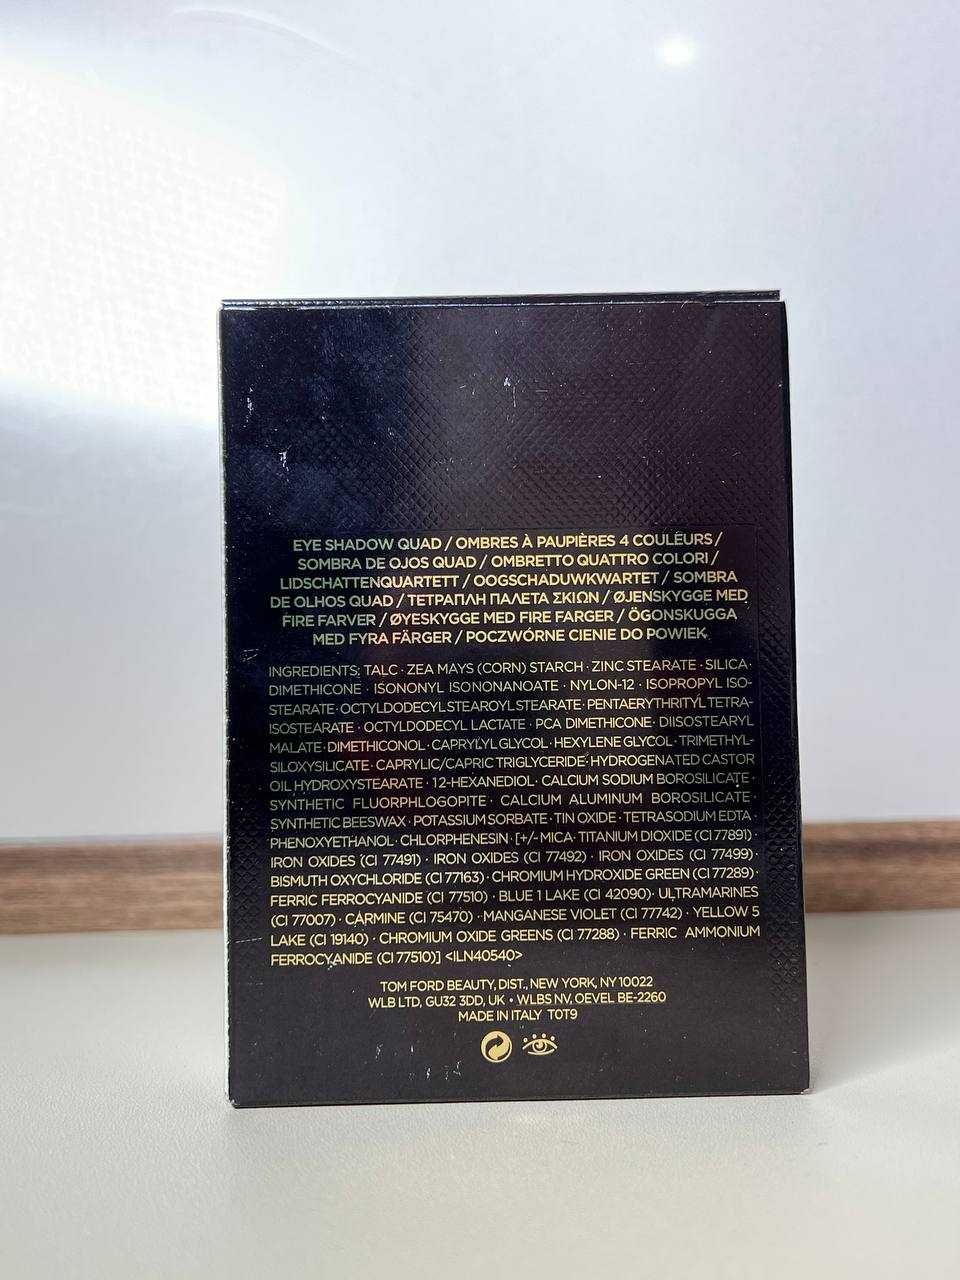 EYE SHADOW QUAD / OMBRES À PAUPIÈRES 4 COULEURS /
SOMBRA DE OJOS QUAD / OMBRETTO QUATTRO COLORI /
LIDSCHATTENQUARTETT / OOGSCHADUWKWARTET / SOMBRA
DE OLHOS QUAD / ΤΕΤΡΑΠΛΗ ΠΑΛΕΤΑ ΣΚΙΩΝ / ØJENSKYGGE MED
FIRE FARVER / ØYESKYGGE MED FIRE FARGER / ÖGONSKUGGA
MED FYRA FÄRGER / POCZWÓRNE CIENIE DO POWIEK
INGREDIENTS: TALC · ZEA MAYS (CORN) STARCH · ZINC STEARATE · SILICA ·
DIMETHICONE · ISONONYL ISONONANOATE · NYLON-12 · ISOPROPYL ISO-
STEARATE · OCTYLDODECYL STEAROYL STEARATE · PENTAERYTHRITYL TETRA-
ISOSTEARATE · OCTYLDODECYL LACTATE · PCA DIMETHICONE · DIISOSTEARYL
MALATE · DIMETHICONOL · CAPRYLYL GLYCOL · HEXYLENE GLYCOL · TRIMETHYL-
SILOXYSILICATE · CAPRYLIC/CAPRIC TRIGLYCERIDE · HYDROGENATED CASTOR
OIL HYDROXYSTEARATE · 1,2-HEXANEDIOL · CALCIUM SODIUM BOROSILICATE ·
SYNTHETIC FLUORPHLOGOPITE · CALCIUM ALUMINUM BOROSILICATE ·
SYNTHETIC BEESWAX · POTASSIUM SORBATE · TIN OXIDE · TETRASODIUM EDTA ·
PHENOXYETHANOL · CHLORPHENESIN · [+/- MICA · TITANIUM DIOXIDE (CI 77891) ·
IRON OXIDES (CI 77491) · IRON OXIDES (CI 77492) · IRON OXIDES (CI 77499) ·
BISMUTH OXYCHLORIDE (CI 77163) · CHROMIUM HYDROXIDE GREEN (CI 77289) ·
FERRIC FERROCYANIDE (CI 77510) · BLUE 1 LAKE (CI 42090) · ULTRAMARINES
(CI 77007) · CARMINE (CI 75470) · MANGANESE VIOLET (CI 77742) · YELLOW 5
LAKE (CI 19140) · CHROMIUM OXIDE GREENS (CI 77288) · FERRIC AMMONIUM
FERROCYANIDE (CI 77510)] <ILN40540>
TOM FORD BEAUTY, DIST., NEW YORK, NY 10022
WLB LTD, GU32 3DD, UK • WLBS NV. OEVEL BE-2260
MADE IN ITALY T0T9